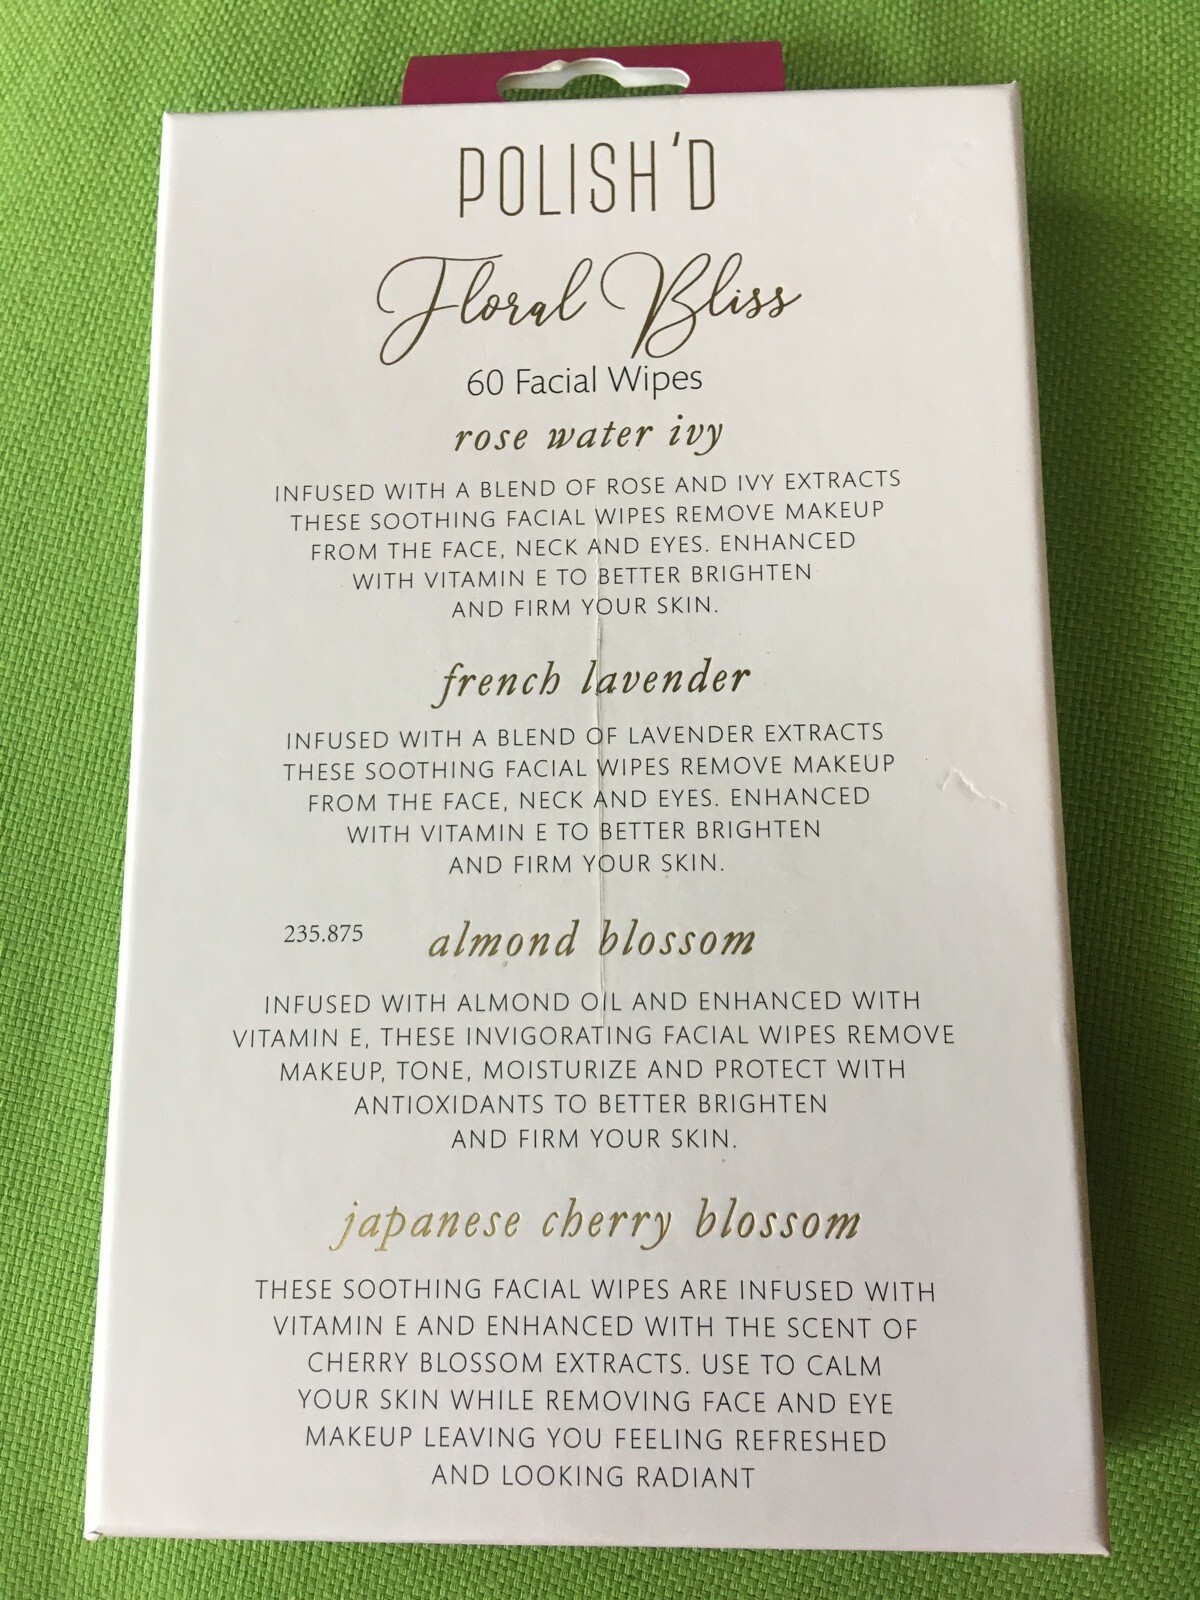 POLISH'D
Floral Bliss
60 Facial Wipes
rose water ivy
INFUSED WITH A BLEND OF ROSE AND IVY EXTRACTS
THESE SOOTHING FACIAL WIPES REMOVE MAKEUP
FROM THE FACE, NECK AND EYES. ENHANCED
WITH VITAMIN E TO BETTER BRIGHTEN
AND FIRM YOUR SKIN.
french lavender
INFUSED WITH A BLEND OF LAVENDER EXTRACTS
THESE SOOTHING FACIAL WIPES REMOVE MAKEUP
FROM THE FACE, NECK AND EYES. ENHANCED
WITH VITAMIN E TO BETTER BRIGHTEN
AND FIRM YOUR SKIN.
235.875
almond blossom
INFUSED WITH ALMOND OIL AND ENHANCED WITH
VITAMIN E, THESE INVIGORATING FACIAL WIPES REMOVE
MAKEUP, TONE, MOISTURIZE AND PROTECT WITH
ANTIOXIDANTS TO BETTER BRIGHTEN
AND FIRM YOUR SKIN.
japanese cherry blossom
THESE SOOTHING FACIAL WIPES ARE INFUSED WITH
VITAMIN E AND ENHANCED WITH THE SCENT OF
CHERRY BLOSSOM EXTRACTS. USE TO CALM
YOUR SKIN WHILE REMOVING FACE AND EYE
MAKEUP LEAVING YOU FEELING REFRESHED
AND LOOKING RADIANT